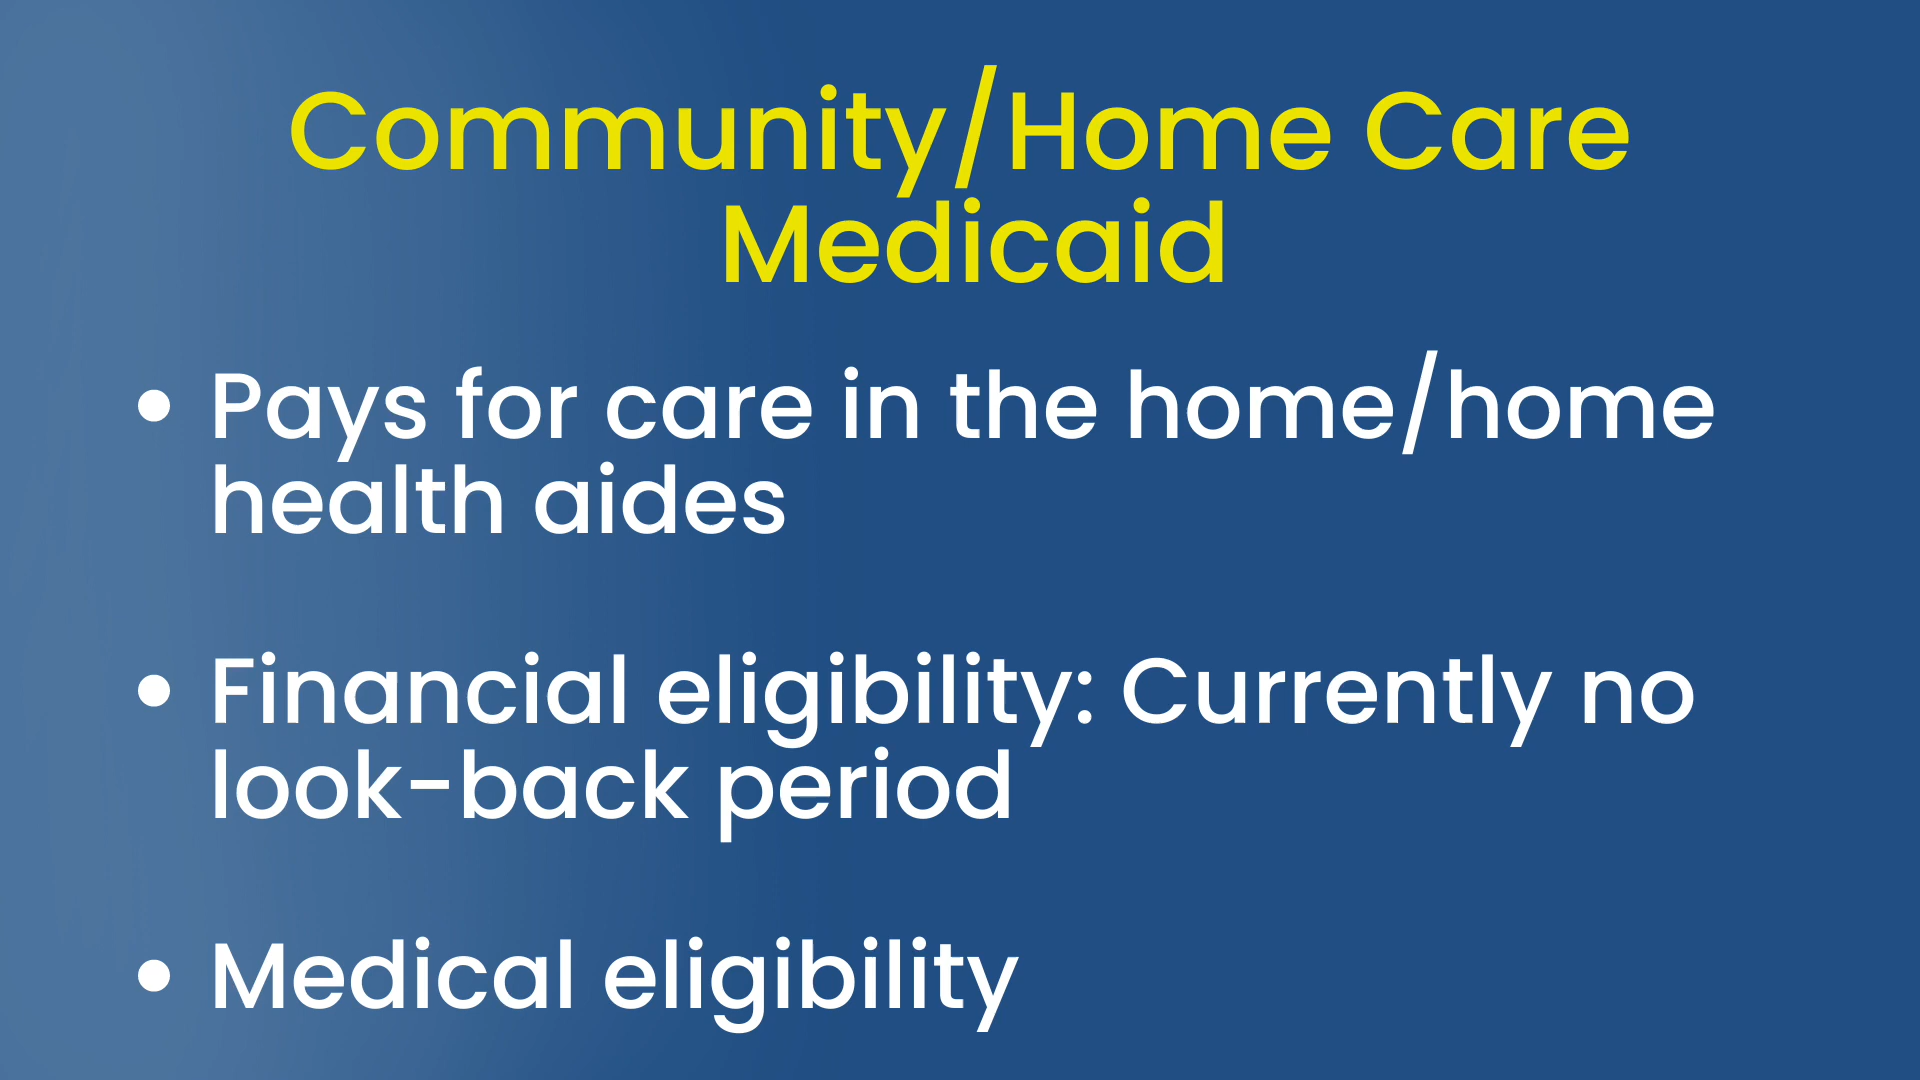 Community/Home Care
Medicaid
• Pays for care in the home/home
health aides
• Financial eligibility: Currently no
look-back period
• Medical eligibility